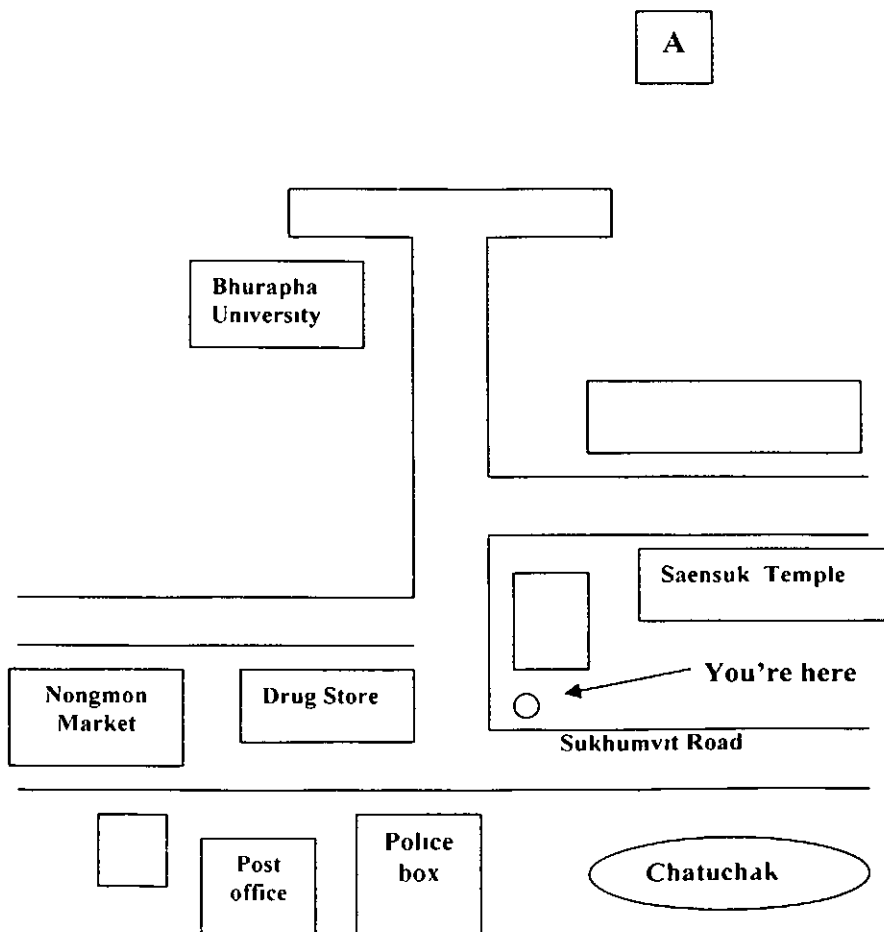 A
Bhurapha
University
Saensuk Temple
You're here
Nongmon
Market
Drug Store
Sukhumvit Road
Police
box
Post
office
Chatuchak